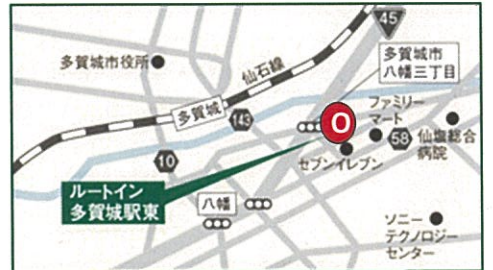 45
多賀城市
八幡三丁目
多賀城市役所
仙石線
ファミリー
マート
多賀城
143
O
58
仙塩総合
病院
セブンイレブン
10
ルートイン
多賀城駅東
八幡
ソニー
テクノロジー
センター